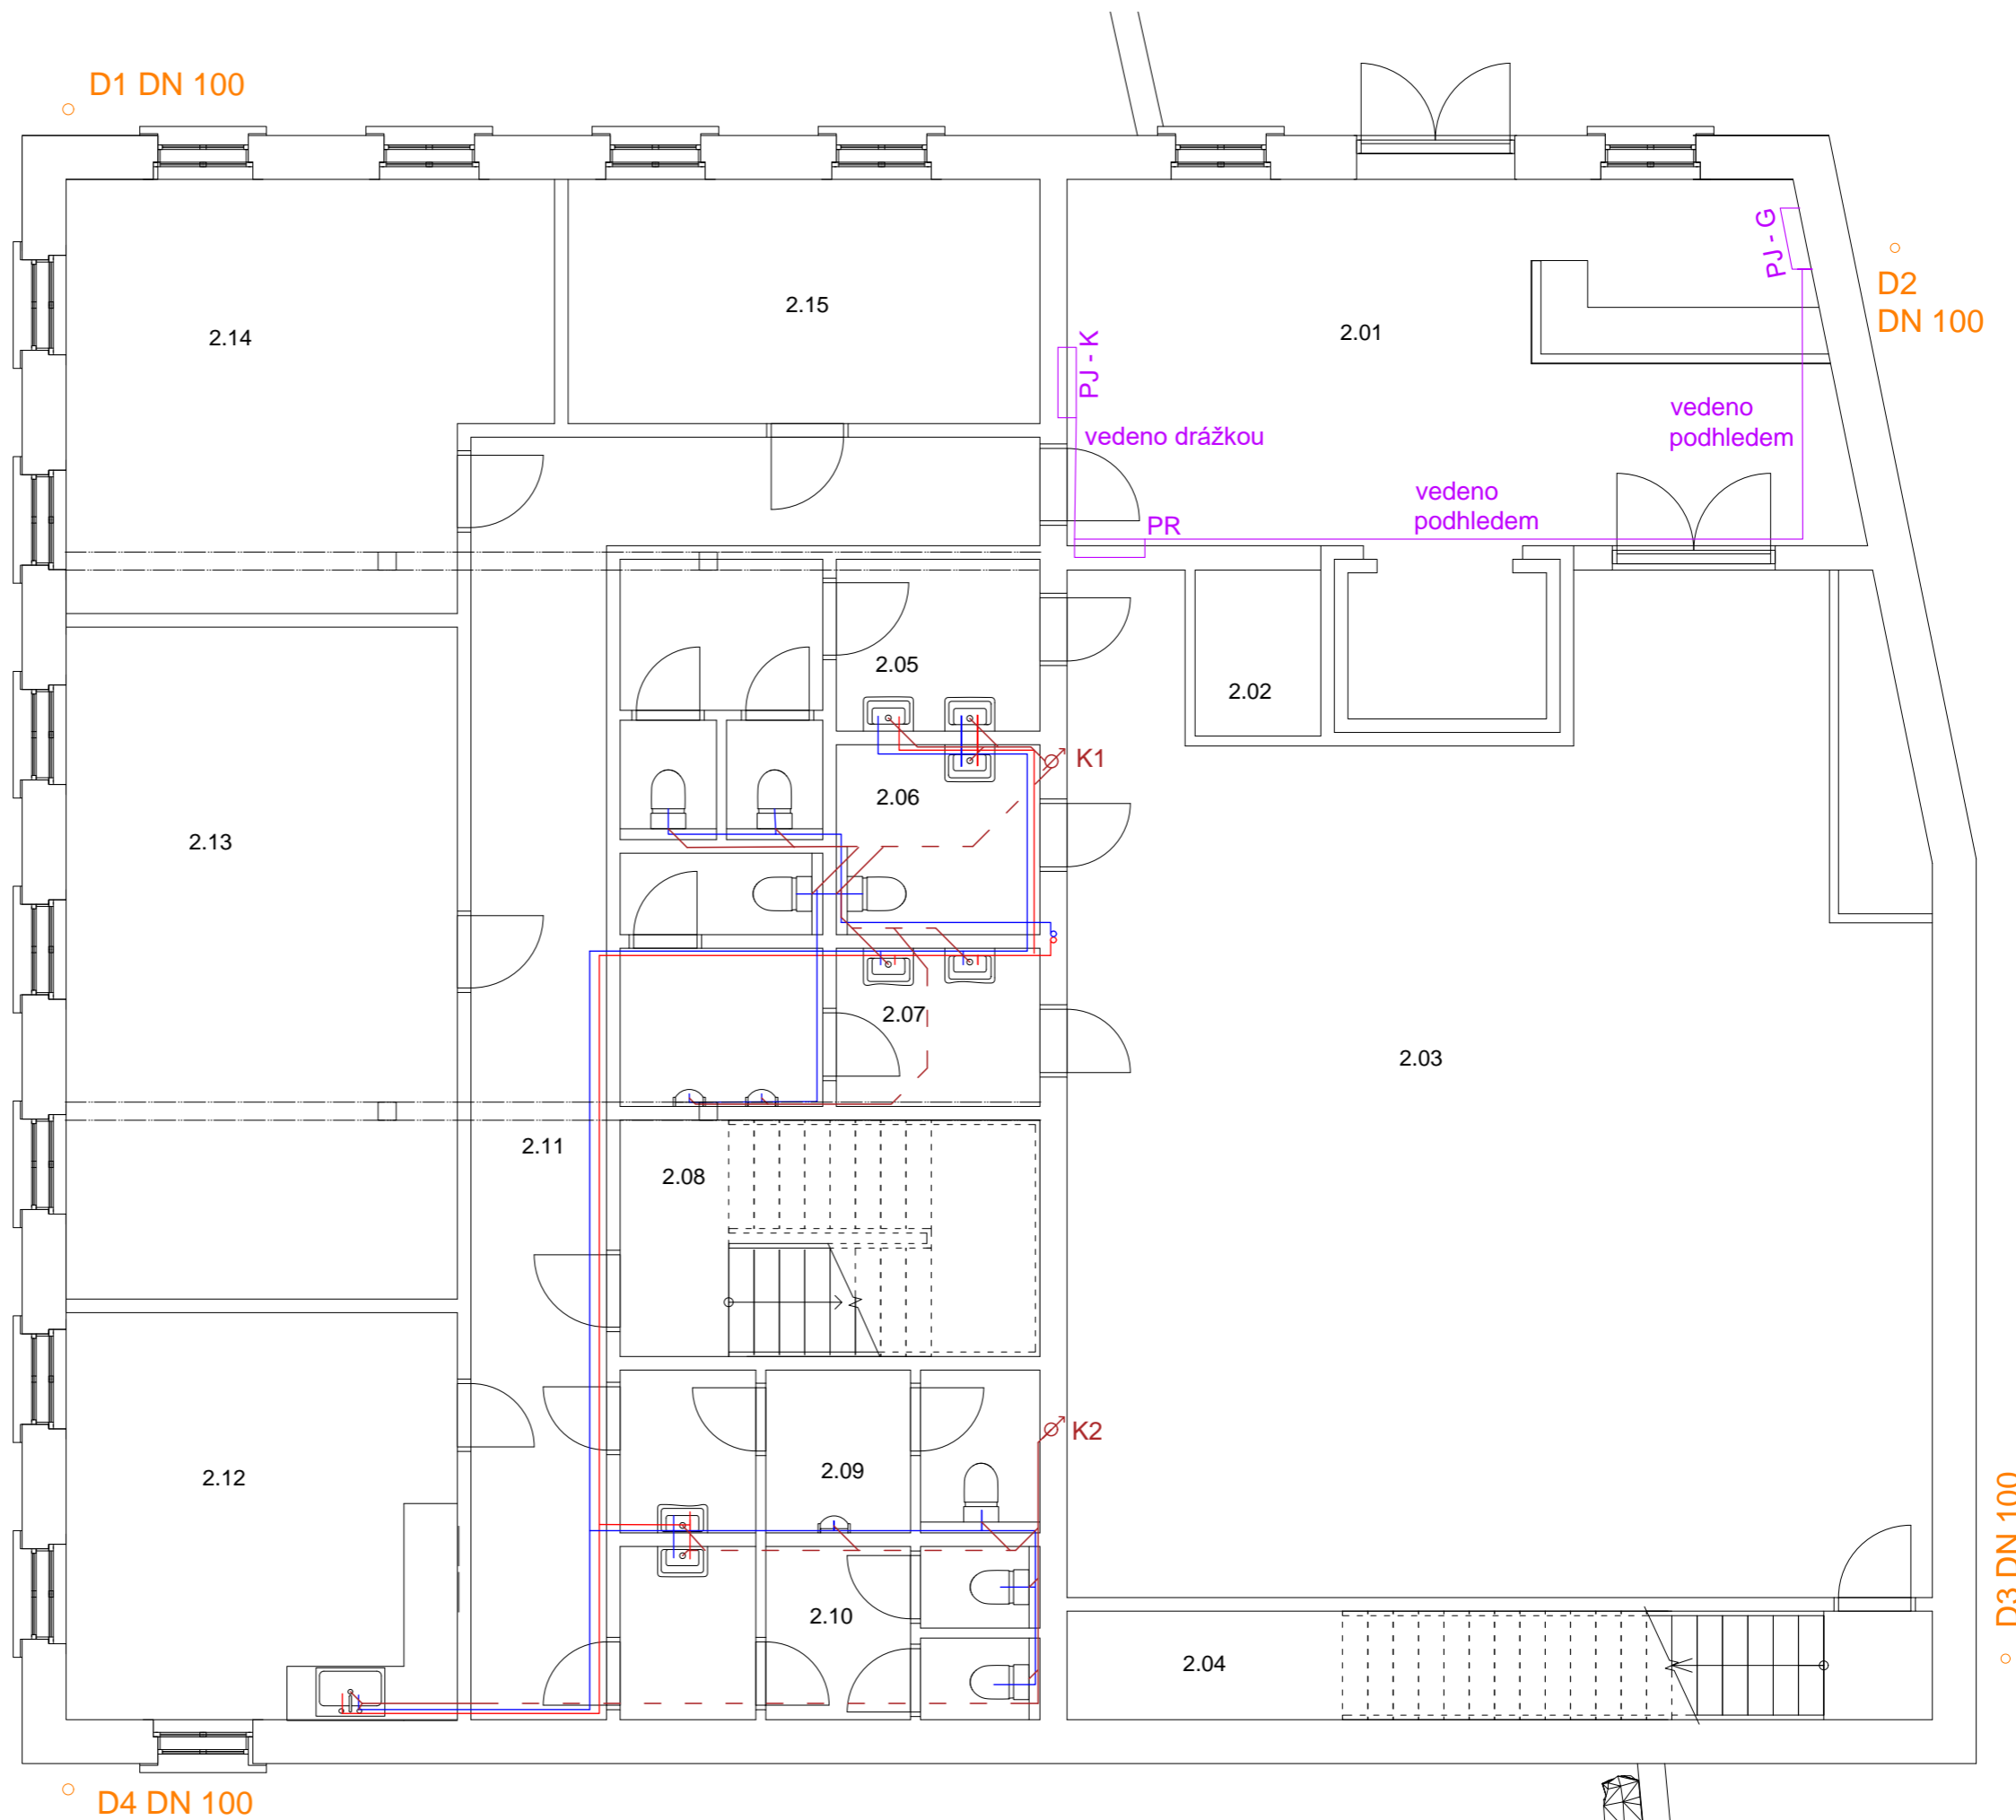 D1 DN 100
PJ - G
D2
DN 100
2.15
2.14
2.01
PJ - K
vedeno
podhledem
vedeno drážkou
vedeno
podhledem
PR
2.05
2.02
K1
2.06
2.13
2.07
2.03
2.11
2.08
K2
2.09
2.12
D3 DN 100
2.10
2.04
D4 DN 100